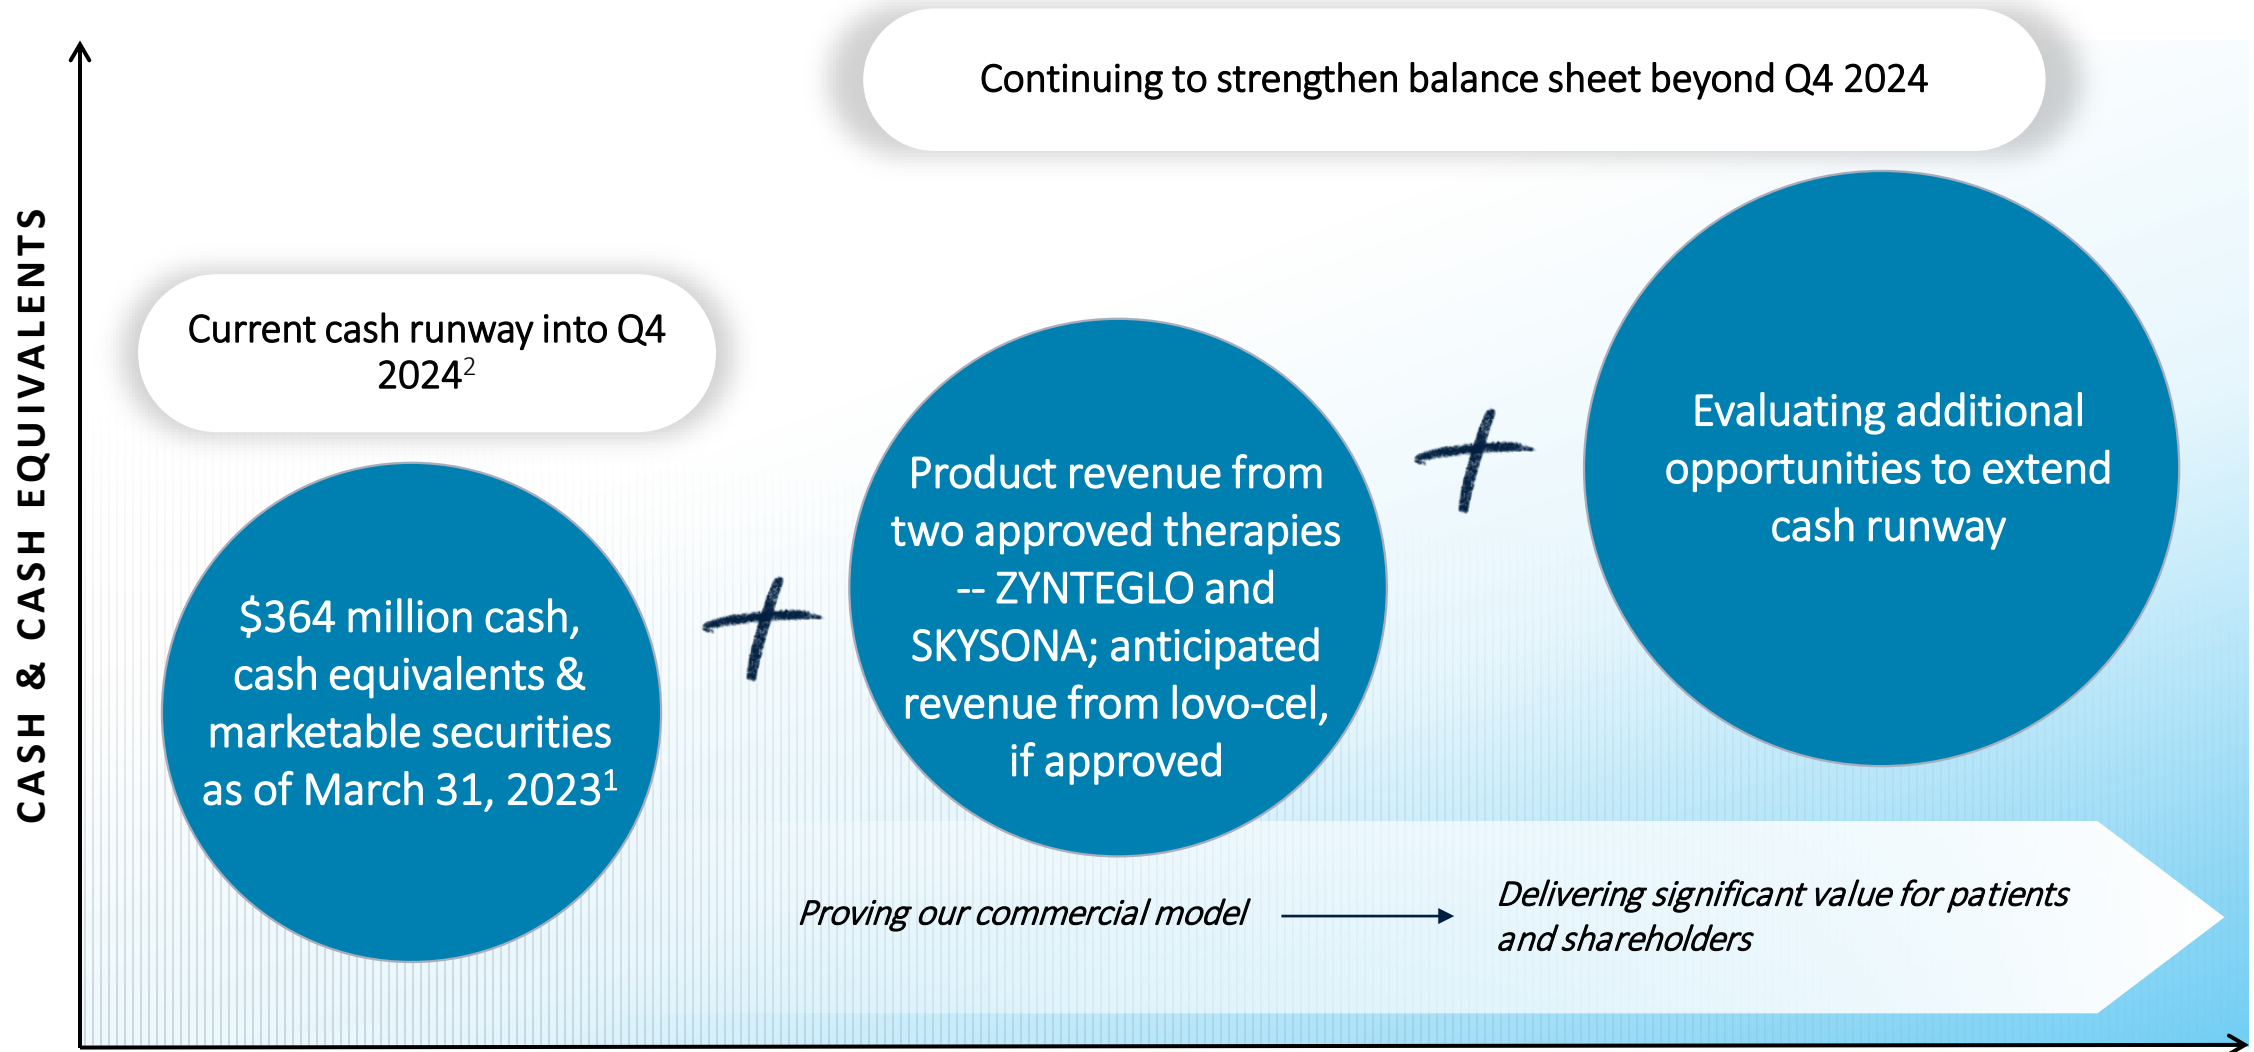 Continuing to strengthen balance sheet beyond Q4 2024
CASH & CASH EQUIVALENTS
Current cash runway into Q4
2024²
$364 million cash,
cash equivalents &
marketable securities
as of March 31, 2023¹
Product revenue from
two approved therapies
-- ZYNTEGLO and
SKYSONA; anticipated
revenue from lovo-cel,
if approved
Evaluating additional
opportunities to extend
cash runway
Proving our commercial model
Delivering significant value for patients
and shareholders